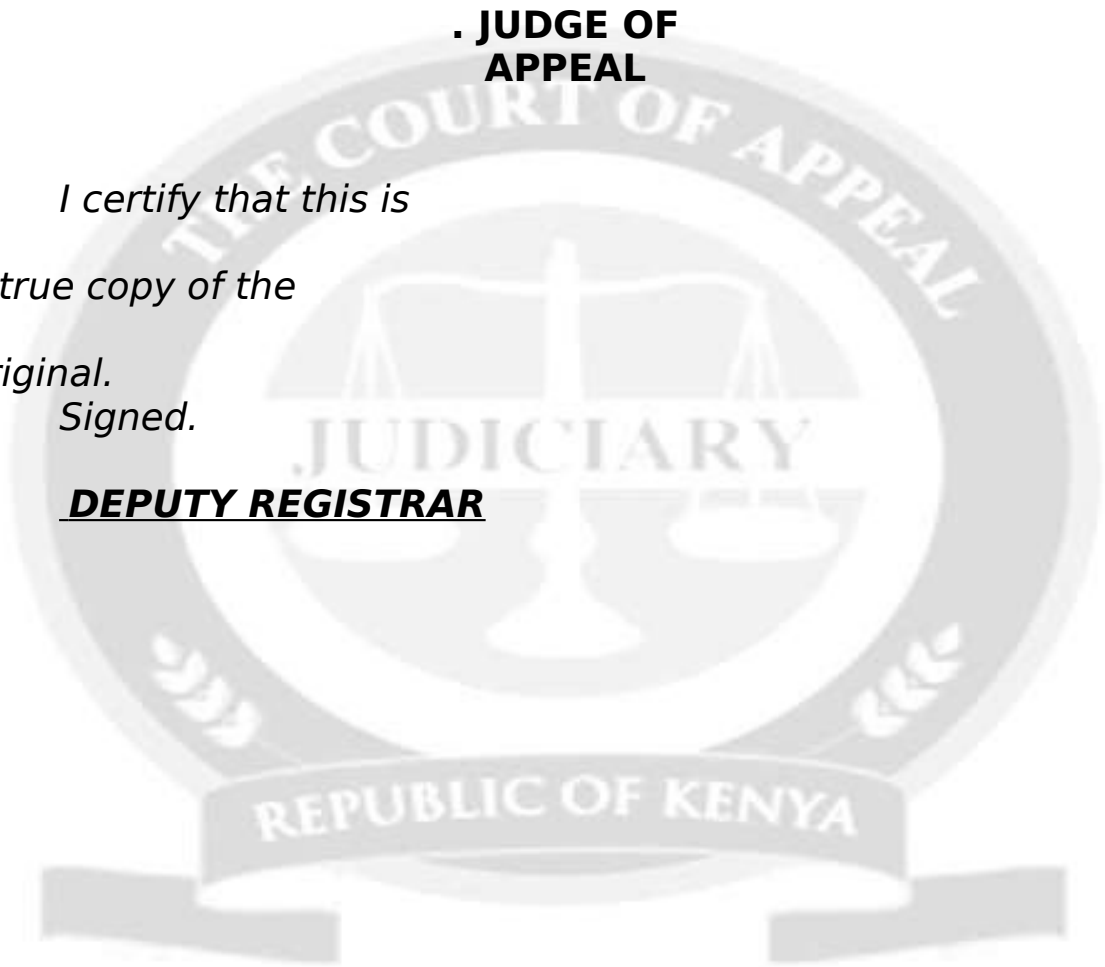 . JUDGE OF
APPEAL
THE COURT OF APPEAL
I certify that this is
true copy of the
riginal.
Signed.
JUDICIARY
DEPUTY REGISTRAR
REPUBLIC OF KENYA